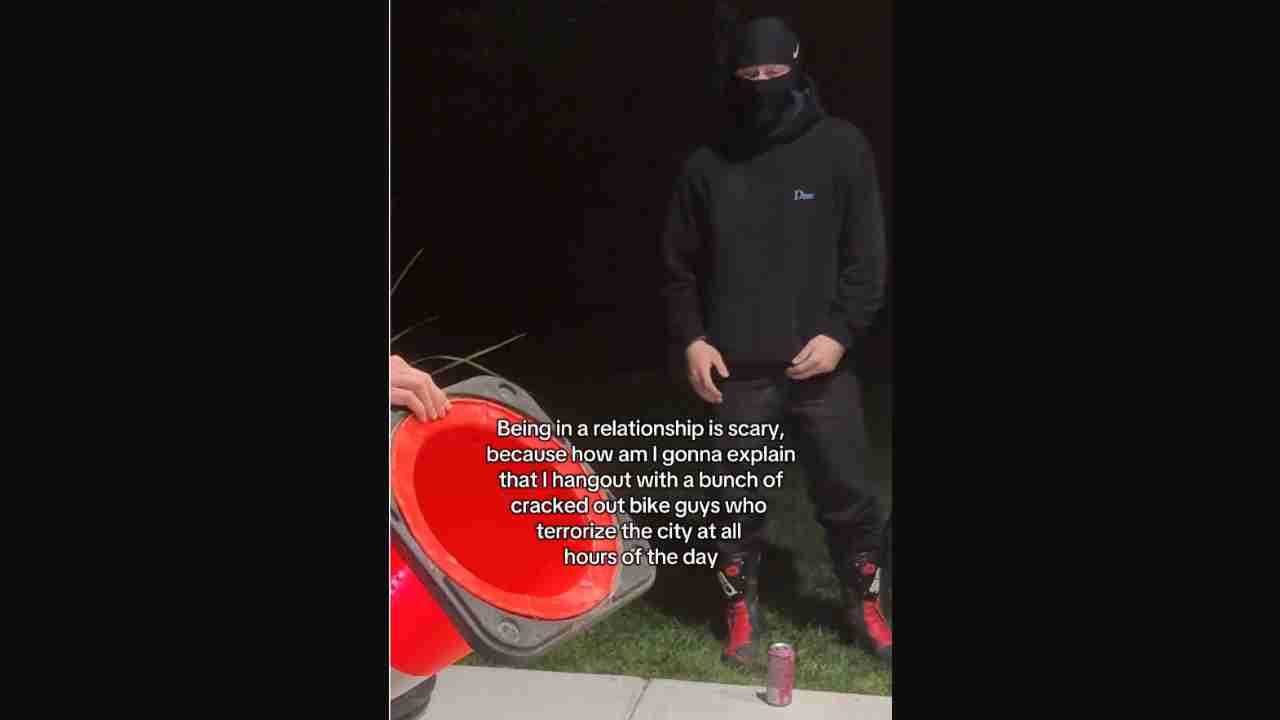 Dime
Being in a relationship is scary,
because how am I gonna explain
that I hangout with a bunch of
cracked out bike guys who
terrorize the city at all
hours of the day